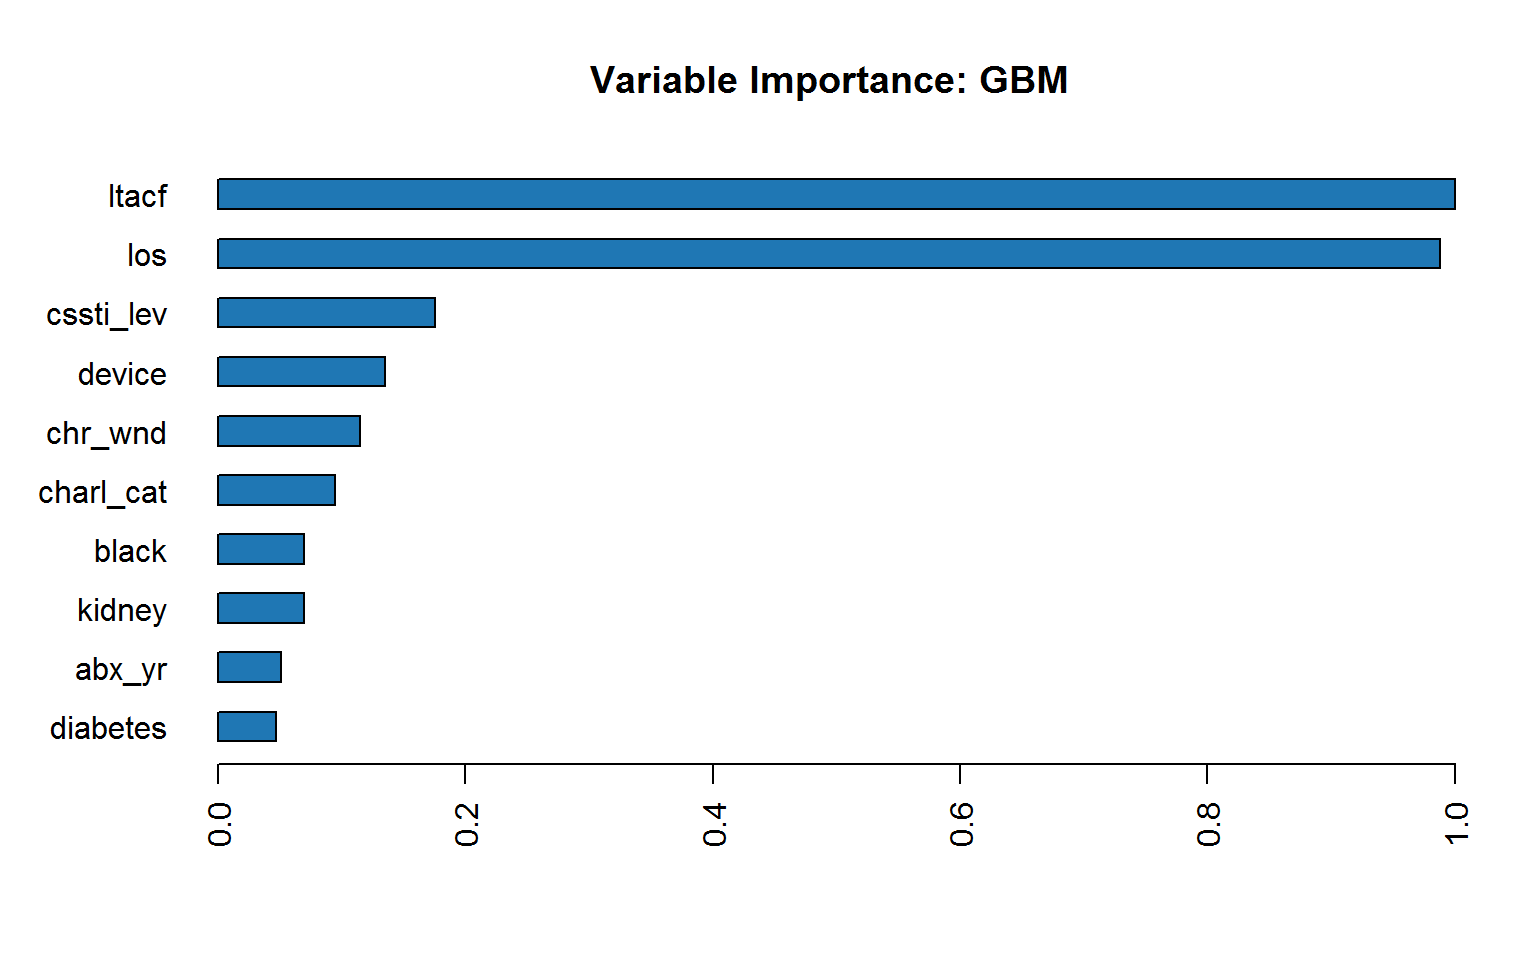 Variable Importance: GBM
ltacf
los
cssti_lev
device
chr_wnd
charl_cat
black
kidney
abx_yr
diabetes
0.0 0.2 0.4 0.6 0.8 1.0